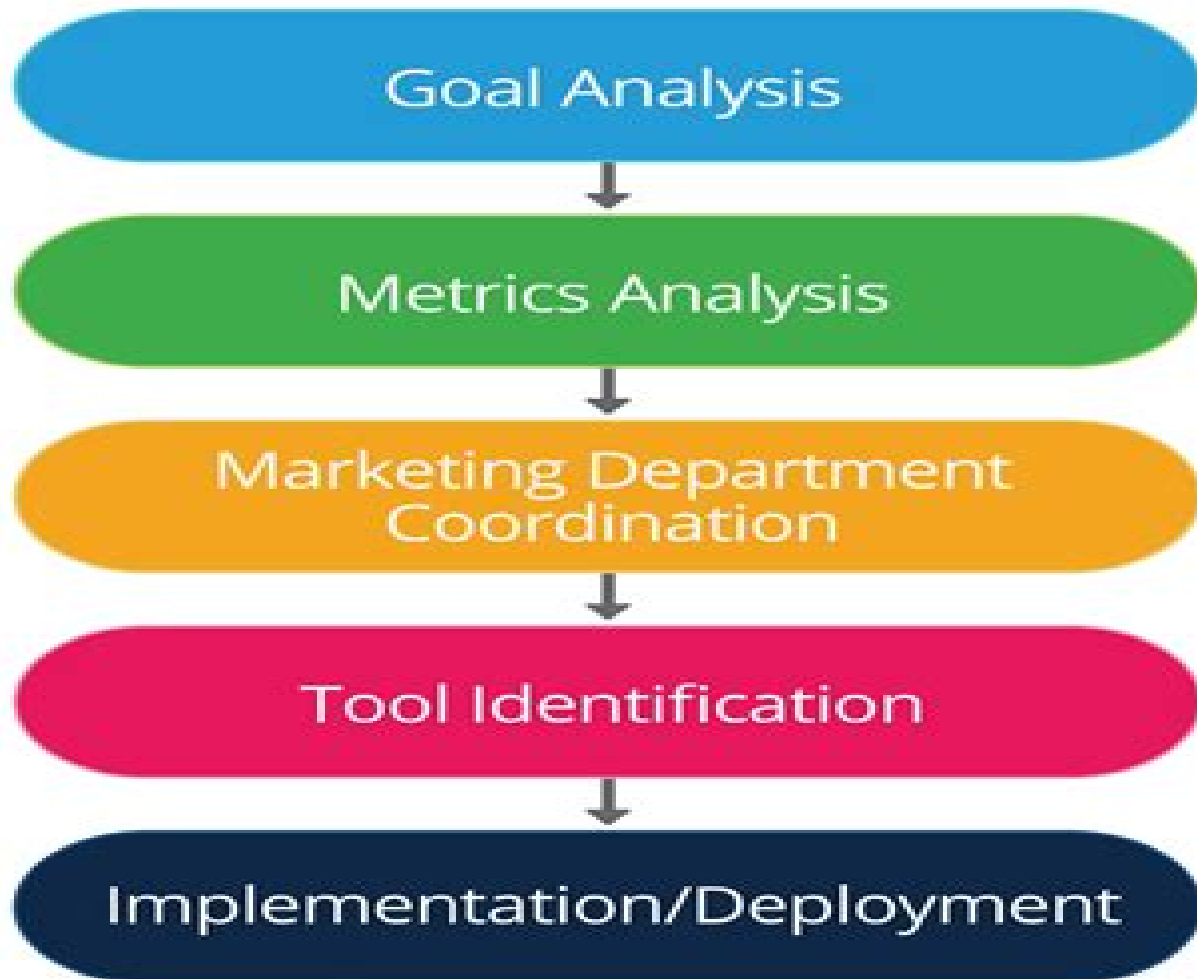 Goal Analysis
Metrics Analysis
Marketing Department
Coordination
Tool Identification
Implementation/Deployment